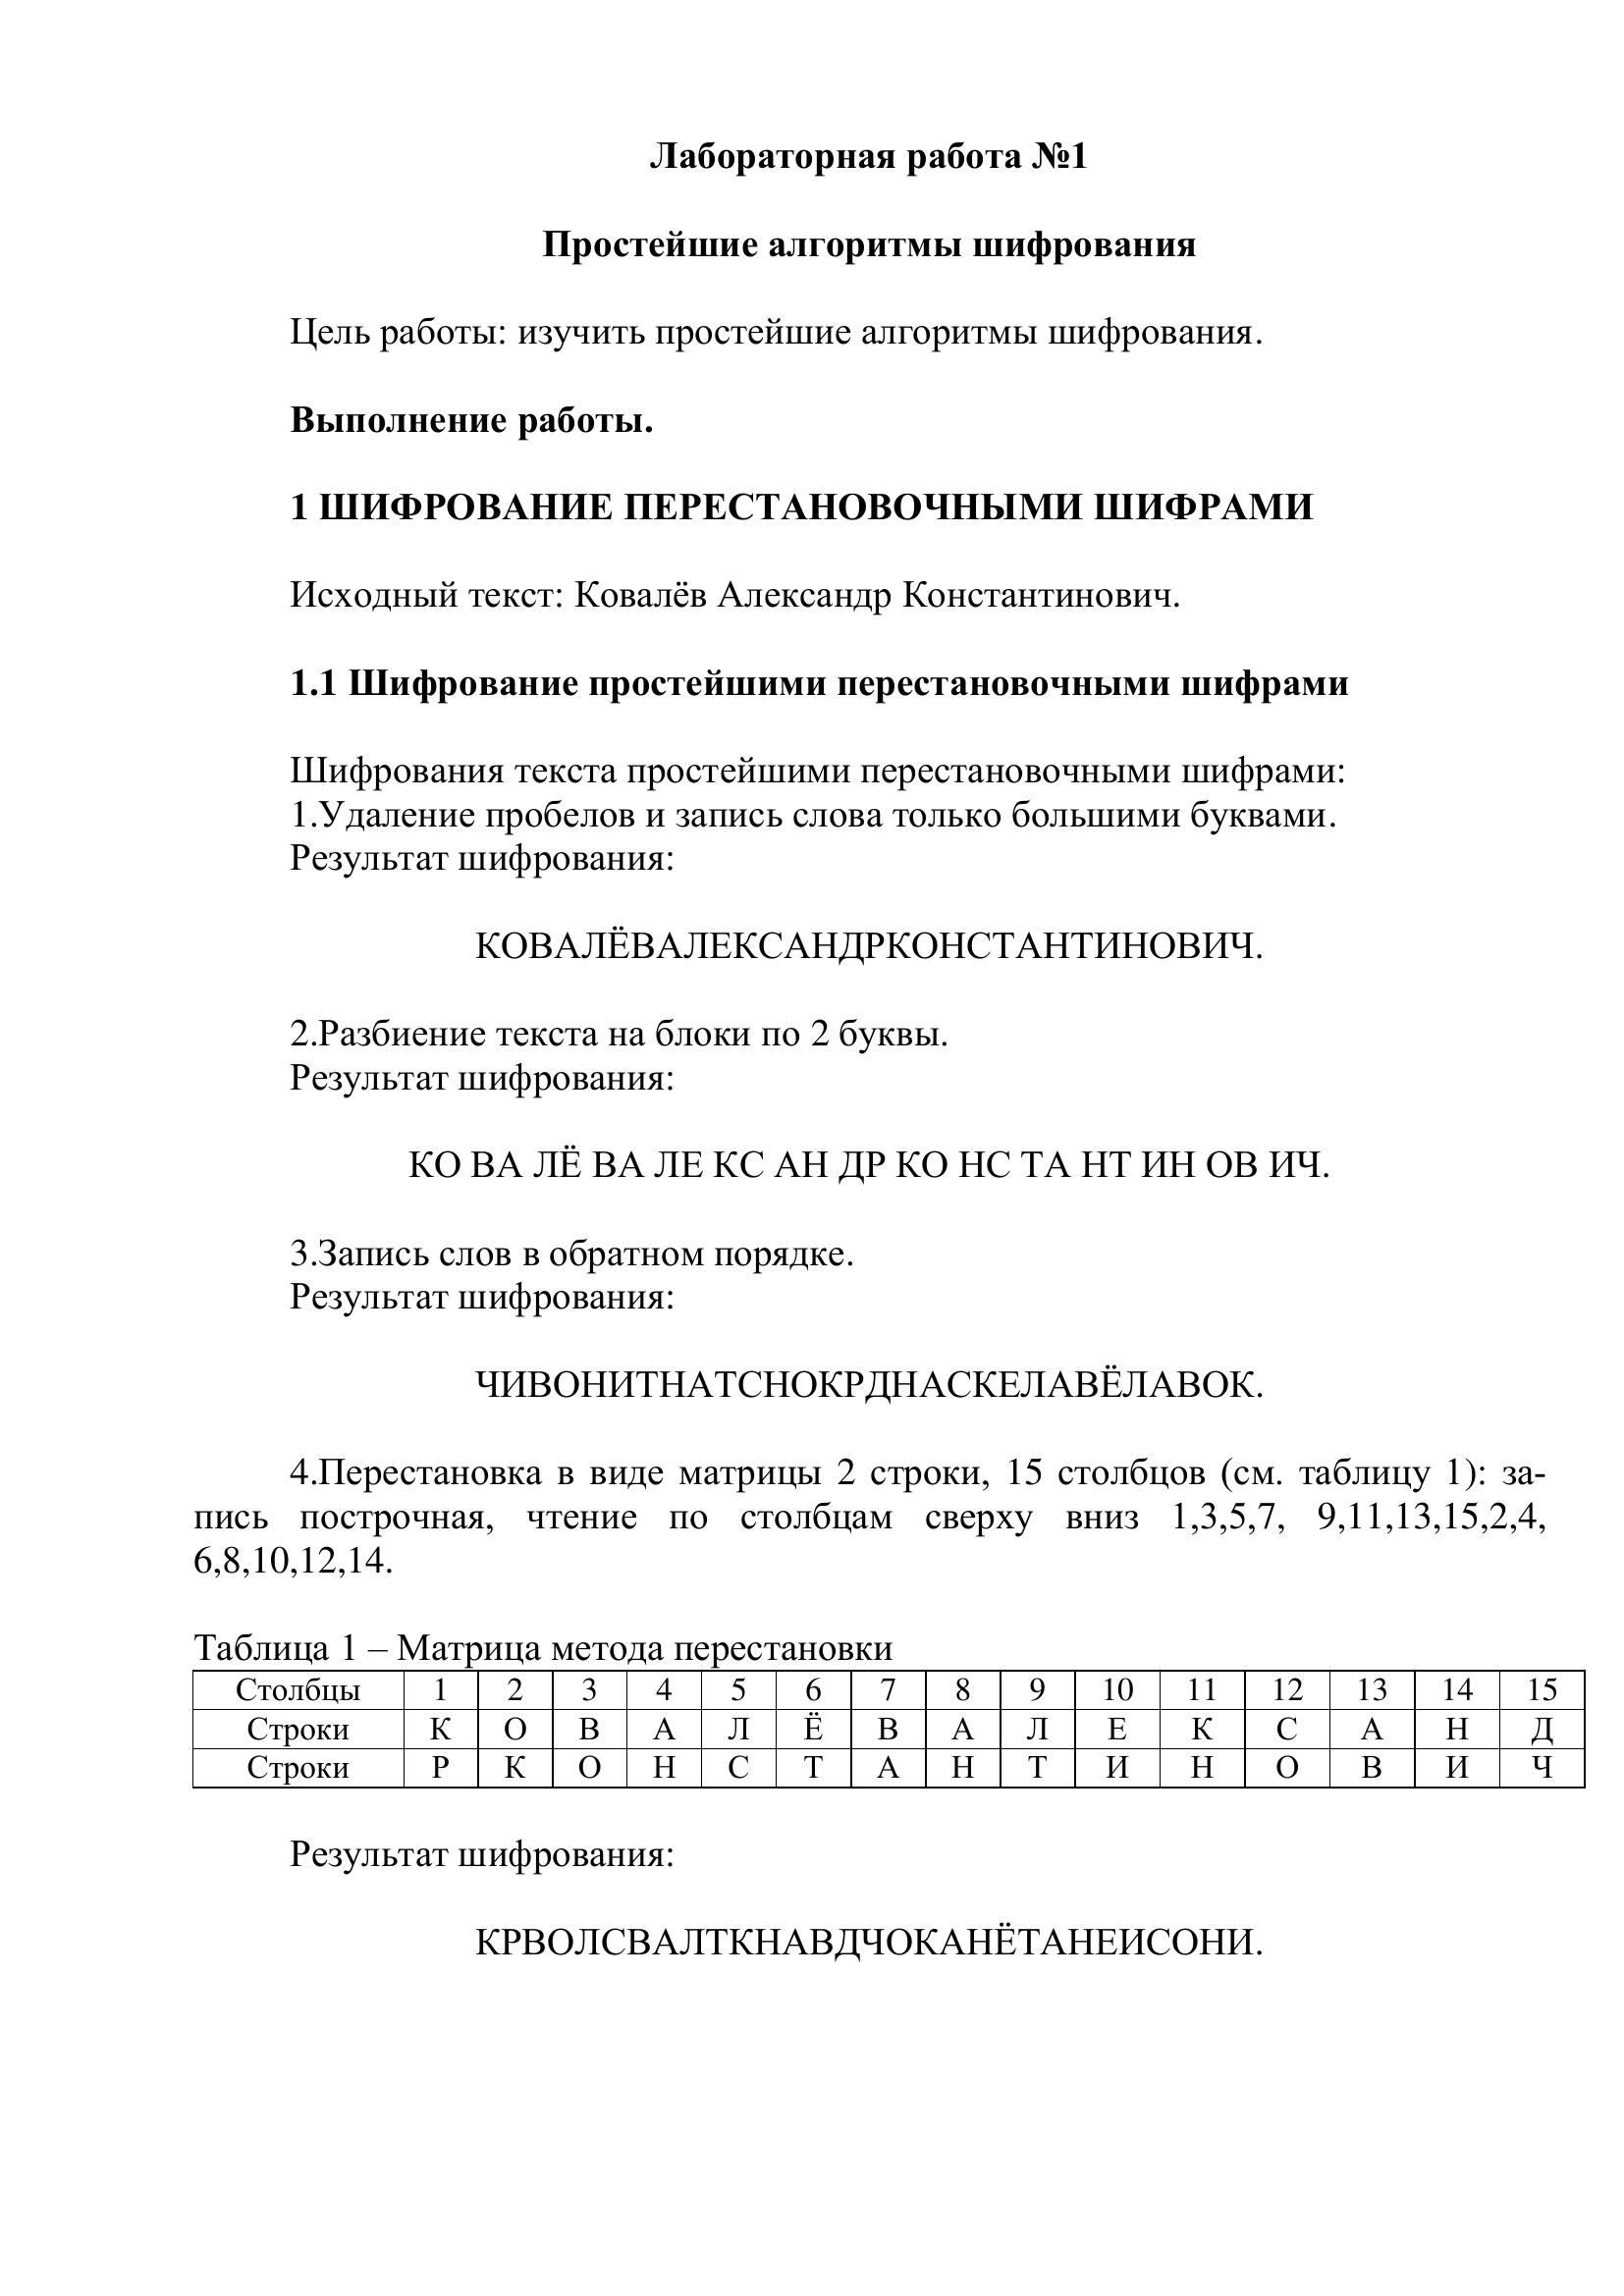 Лабораторная работа №1
Простейшие алгоритмы шифрования
Цель работы: изучить простейшие алгоритмы шифрования.
Выполнение работы.
1 ШИФРОВАНИЕ ПЕРЕСТАНОВОЧНЫМИ ШИФРАМИ
Исходный текст: Ковалёв Александр Константинович.
1.1 Шифрование простейшими перестановочными шифрами
Шифрования текста простейшими перестановочными шифрами:
1.Удаление пробелов и запись слова только большими буквами.
Результат шифрования:
КОВАЛЁВАЛЕКСАНДРКОНСТАНТИНОВИЧ.
2.Разбиение текста на блоки по 2 буквы.
Результат шифрования:
КО ВА ЛЁ ВА ЛЕ КС АН ДР КО НС ТА НТ ИН ОВ ИЧ.
3.Запись слов в обратном порядке.
Результат шифрования:
ЧИВОНИТНАТСНОКРДНАСКЕЛАВЁЛАВОК.
4.Перестановка в виде матрицы 2 строки, 15 столбцов (см. таблицу 1): за-
пись построчная, чтение по столбцам сверху вниз 1,3,5,7, 9,11,13,15,2,4,
6,8,10,12,14.
Таблица 1 – Матрица метода перестановки
Столбцы 1 2 3 4 5 6 7 8 9 10 11 12 13 14 15
Строки К О В А Л Ё В А Л Е К С А Н Д
Строки Р К О Н С Т А Н Т И Н О В И Ч
Результат шифрования:
КРВОЛСВАЛТКНАВДЧОКАНЁТАНЕИСОНИ.